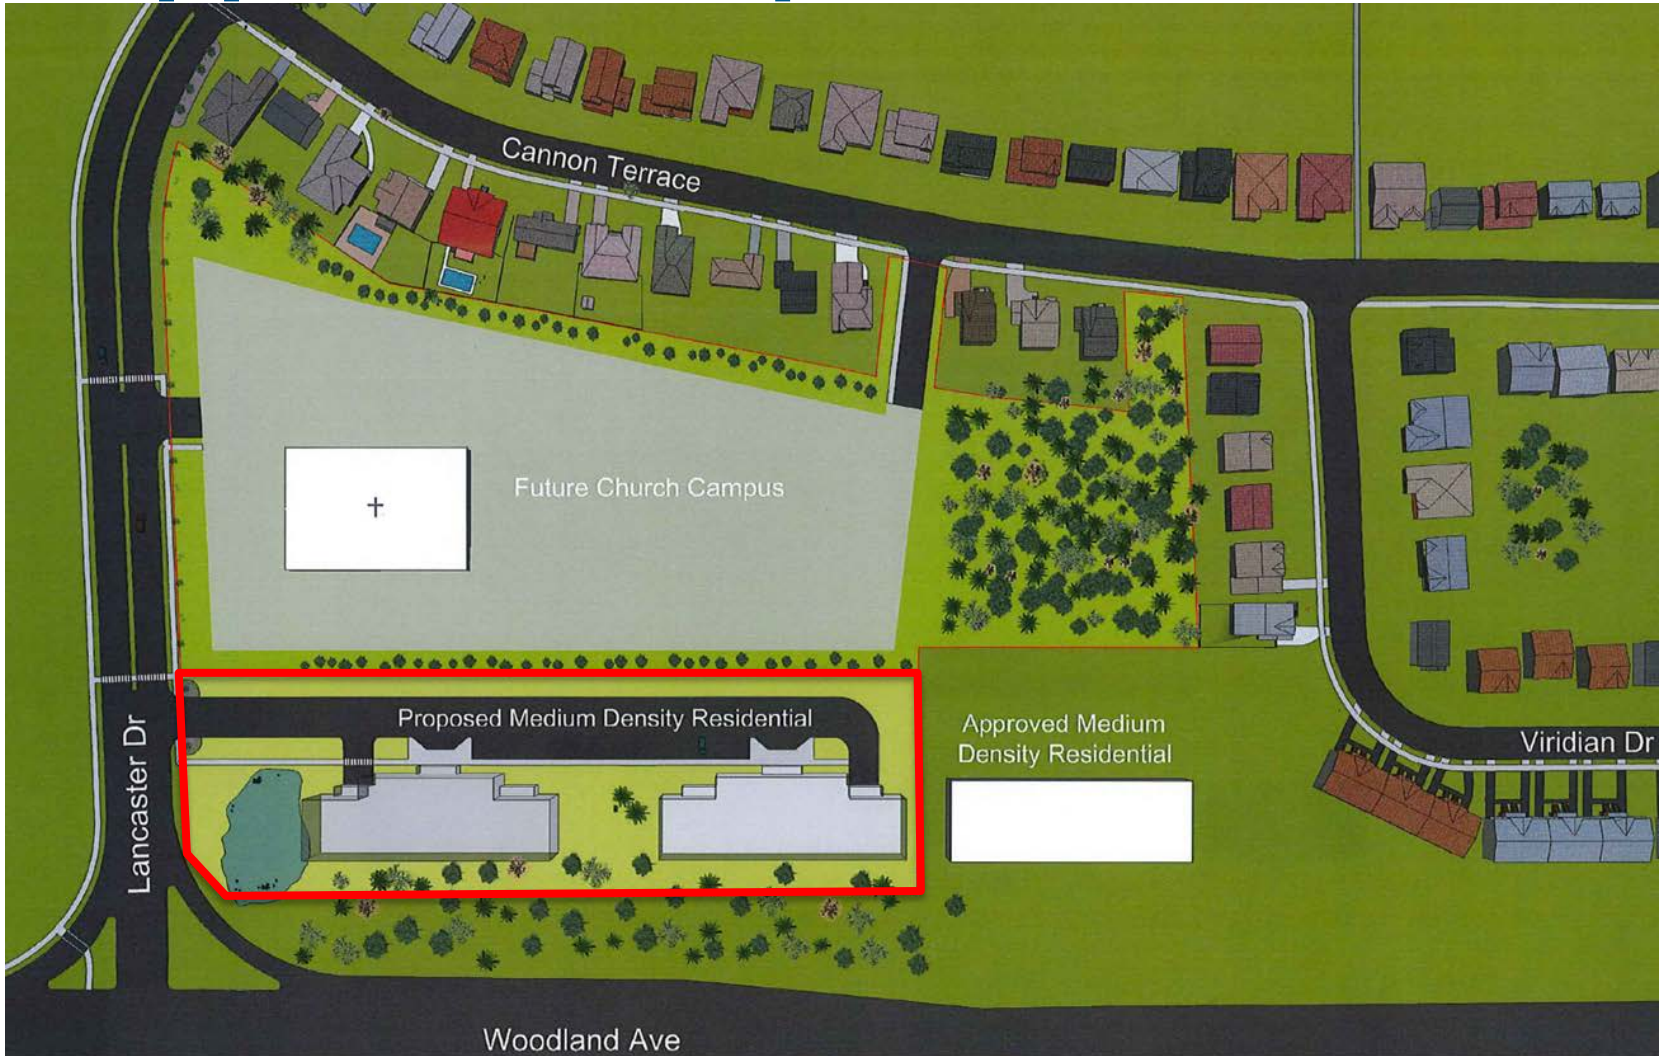 Cannon Terrace
Future Church Campus
Proposed Medium Density Residential
Approved Medium
Density Residential
Viridian Dr
Lancaster Dr
Woodland Ave